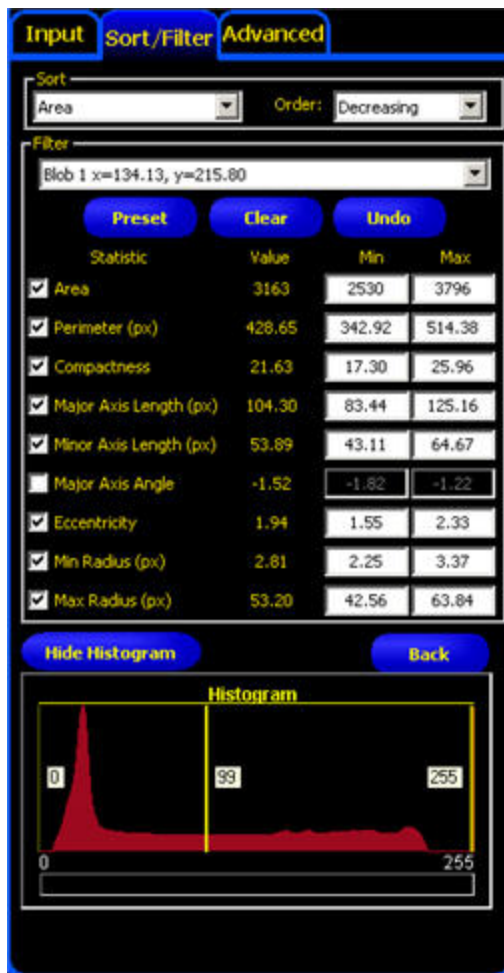 Input Sort/Filter Advanced
Sort
Area Order: Decreasing
Filter
Blob 1 x=134.13, y=215.80
Preset Clear Undo
Statistic Value Min Max
Area 3163 2530 3796
Perimeter (px) 428.65 342.92 514.38
Compactness 21.63 17.30 25.96
Major Axis Length (px) 104.30 83.44 125.16
Minor Axis Length (px) 53.89 43.11 64.67
Major Axis Angle -1.52 -1.82 -1.22
Eccentricity 1.94 1.55 2.33
Min Radius (px) 2.81 2.25 3.37
Max Radius (px) 53.20 42.56 63.84
Hide Histogram Back
Histogram
0 99 255
0 255